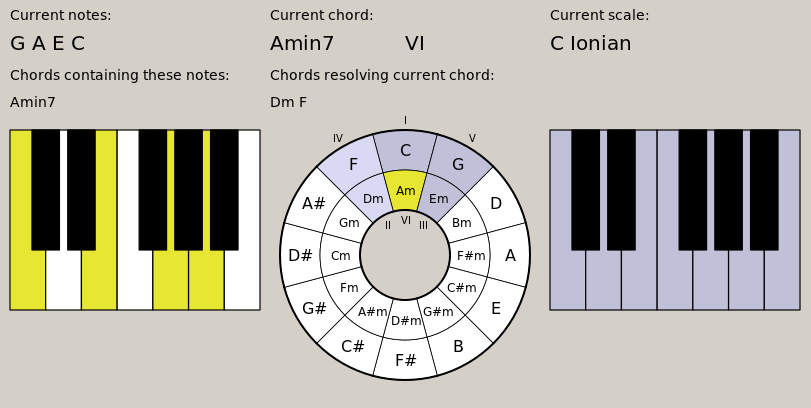 Current notes:
G A E C
Chords containing these notes:
Amin7
Current chord:
Amin7 VI
Chords resolving current chord:
Dm F
Current scale:
C Ionian
I
IV V
C
F G
A# D
D# A
G# E
C# B
F#
Am
Dm Em
Gm Bm
Cm F#m
Fm C#m
A#m G#m
D#m
II VI III